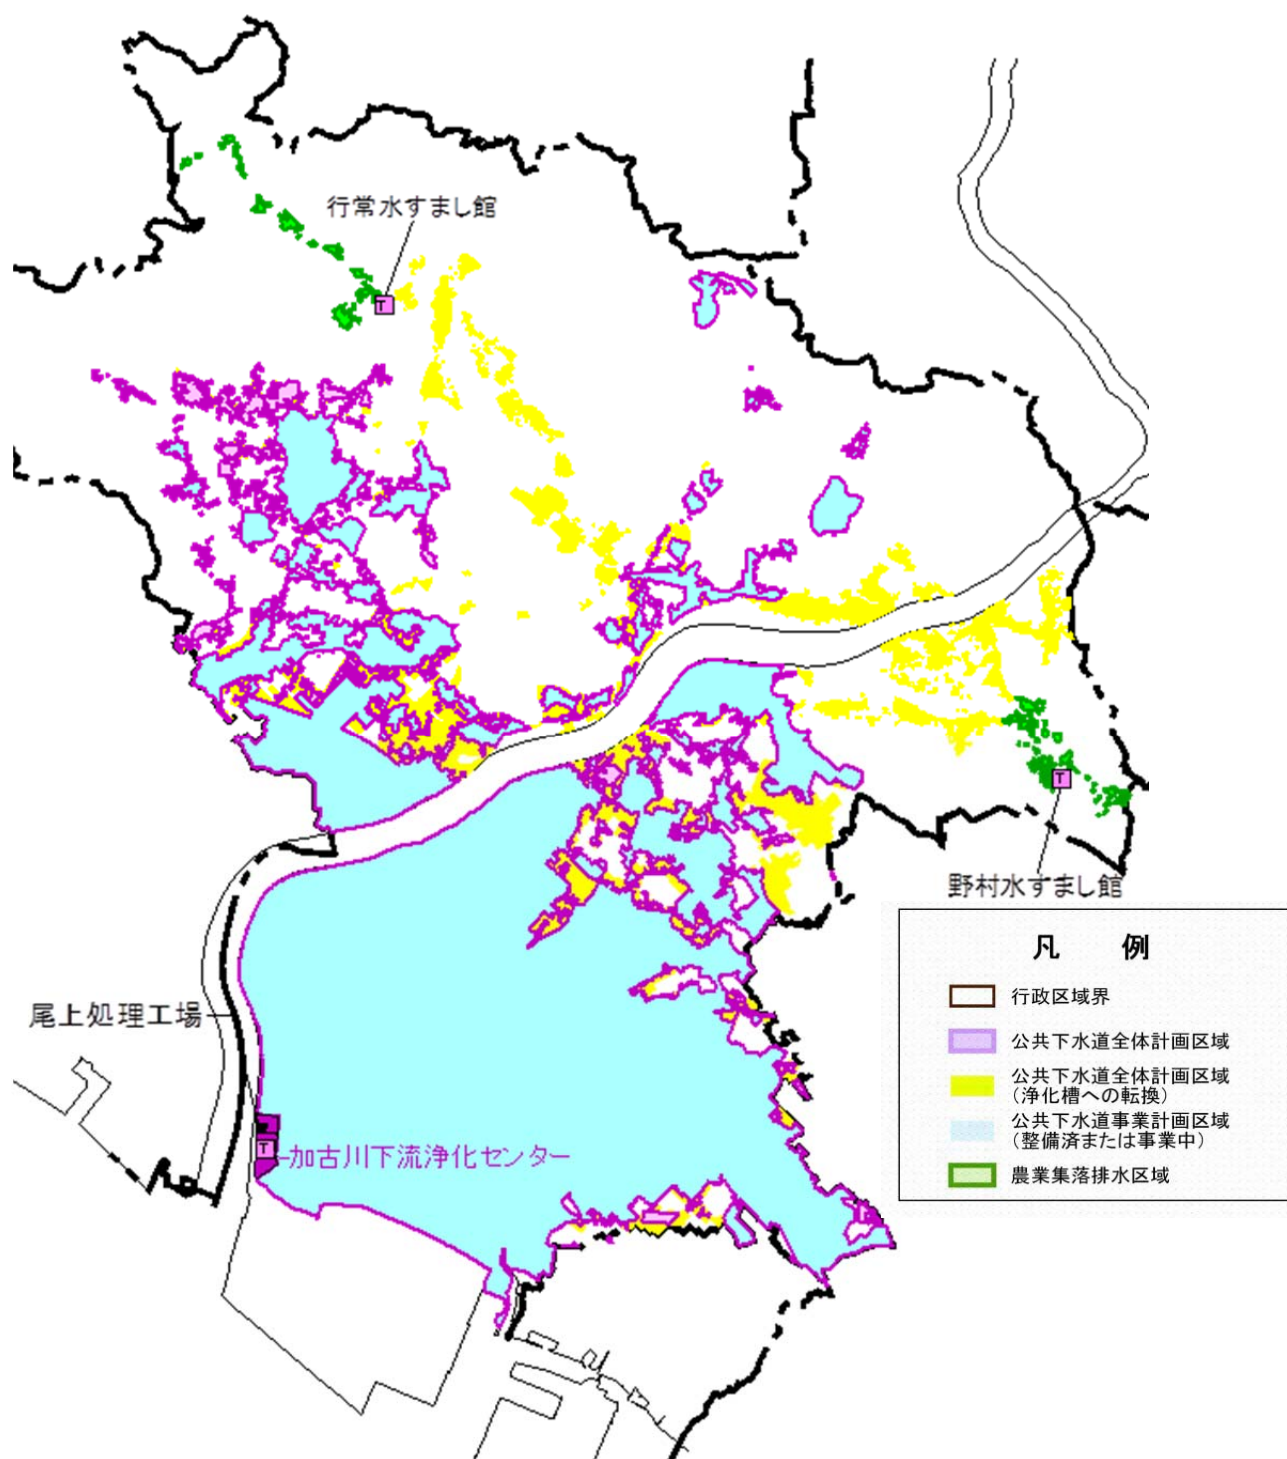 行常水すまし館
T
T
野村水すまし館
尾上処理工場
T
加古川下流浄化センター
凡 例
行政区域界
公共下水道全体計画区域
公共下水道全体計画区域
(浄化槽への転換)
公共下水道事業計画区域
(整備済または事業中)
農業集落排水区域